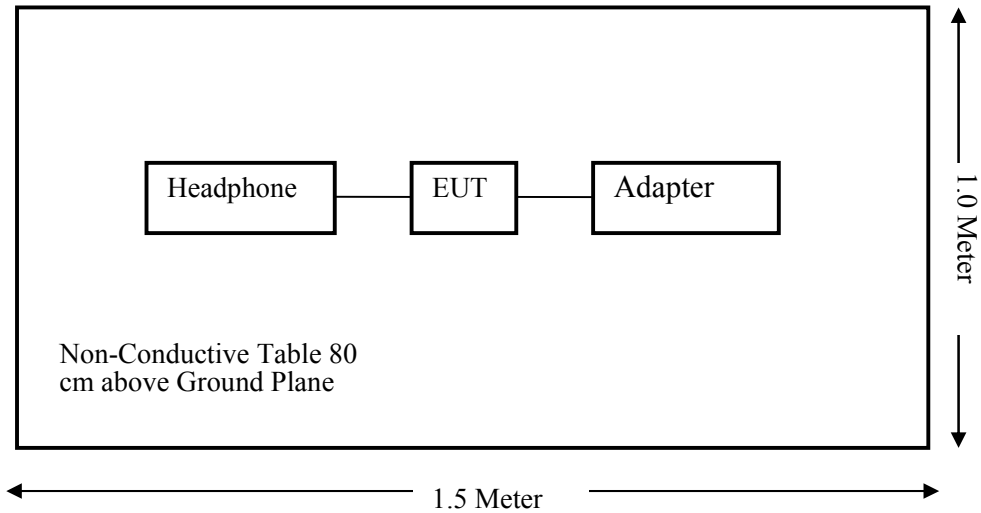 Headphone
EUT
Adapter
1.0 Meter
Non-Conductive Table 80
cm above Ground Plane
1.5 Meter